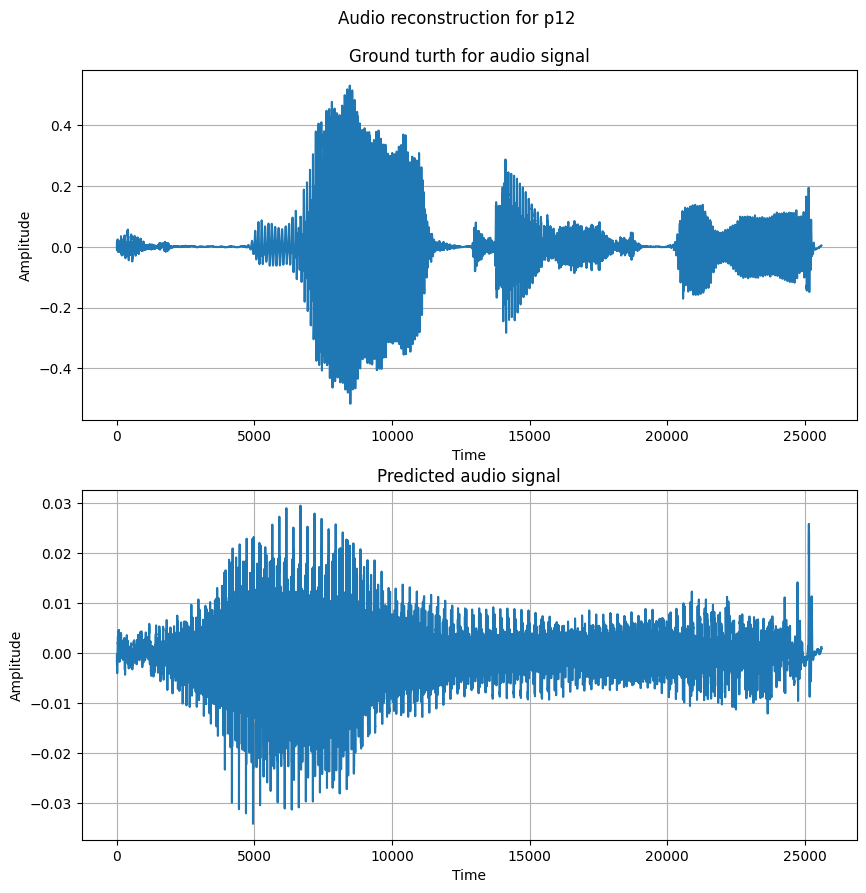 Audio reconstruction for p12
Ground turth for audio signal
0.4
0.2
0.0
−0.2
−0.4
Amplitude
0 5000 10000 15000 20000 25000
Time
Predicted audio signal
0.03
0.02
0.01
0.00
−0.01
−0.02
−0.03
Amplitude
0 5000 10000 15000 20000 25000
Time